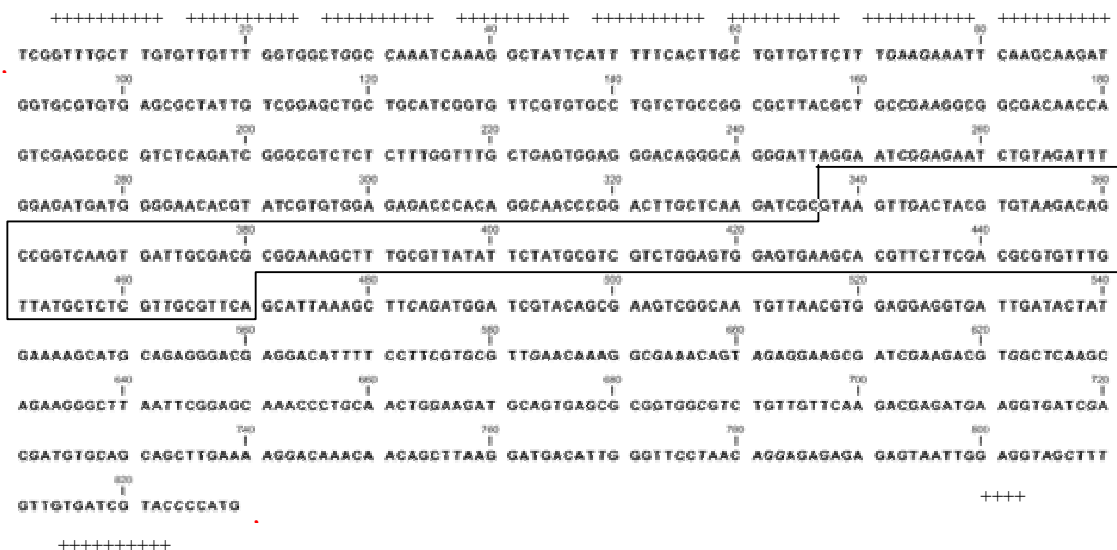 ++++++++++ ++++++++++ ++++++++++ ++++++++++ ++++++++++ ++++++++++ ++++++++++ ++++++++++
20 40 60 80
TCGGTTTGCT TGTGTTGTTT GGTGGCTGGC CAAATCAAAG GCTATTCATT TTTCACTTGC TGTTGTTCTT TGAAGAAATT CAAGCAAGAT
100 120 140 160 180
GGTGCGTGTG AGCGCTATTG TCGGAGCTGC TGCATCGGTG TTCGTGTGCC TGTCTGCCGG CGCTTACGCT GCCGAAGGCG GCGACAACCA
200 220 240 260
GTCGAGCGCC GTCTCAGATC GGGCGTCTCT CTTTGGTTTG CTGAGTGGAG GGACAGGGCA GGGATTAGGA ATCGGAGAAT CTGTAGATTT
280 300 320 340 360
GGAGATGATG GGGAACACGT ATCGTGTGGA GAGACCCACA GGCAACCCGG ACTTGCTCAA GATCGCGTAA GTTGACTACG TGTAAGACAG
380 400 420 440
CCGGTCAAGT GATTGCGACG CGGAAAGCTT TGCGTTATAT TCTATGCGTC GTCTGGAGTG GAGTGAAGCA CGTTCTTCGA CGCGTGTTTG
460 480 500 520 540
TTATGCTCTC GTTGCGTTCA GCATTAAAGC TTCAGATGGA TCGTACAGCG AAGTCGGCAA TGTTAACGTG GAGGAGGTGA TTGATACTAT
560 580 600 620
GAAAAGCATG CAGAGGGACG AGGACATTTT CCTTCGTGCG TTGAACAAAG GCGAAACAGT AGAGGAAGCG ATCGAAGACG TGGCTCAAGC
640 660 680 700 720
AGAAGGGCTT AATTCGGAGC AAACCCTGCA ACTGGAAGAT GCAGTGAGCG CGGTGGCGTC TGTTGTTCAA GACGAGATGA AGGTGATCGA
740 760 780 800
CGATGTGCAG CAGCTTGAAA AGGACAAACA ACAGCTTAAG GATGACATTG GGTTCCTAAC AGGAGAGAGA GAGTAATTGG AGGTAGCTTT
820
GTTGTGATCG TACCCCATG
++++
++++++++++